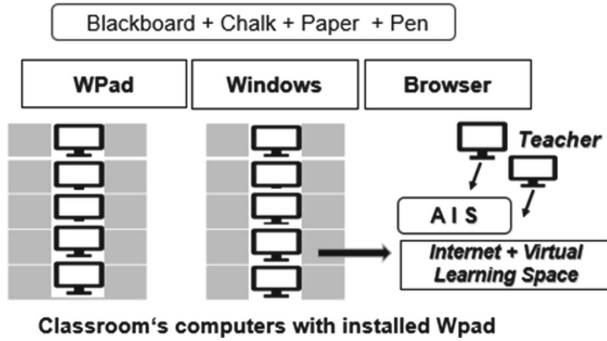 Blackboard + Chalk + Paper + Pen
WPad
Windows
Browser
Teacher
A I S
Internet + Virtual
Learning Space
Classroom‘s computers with installed Wpad